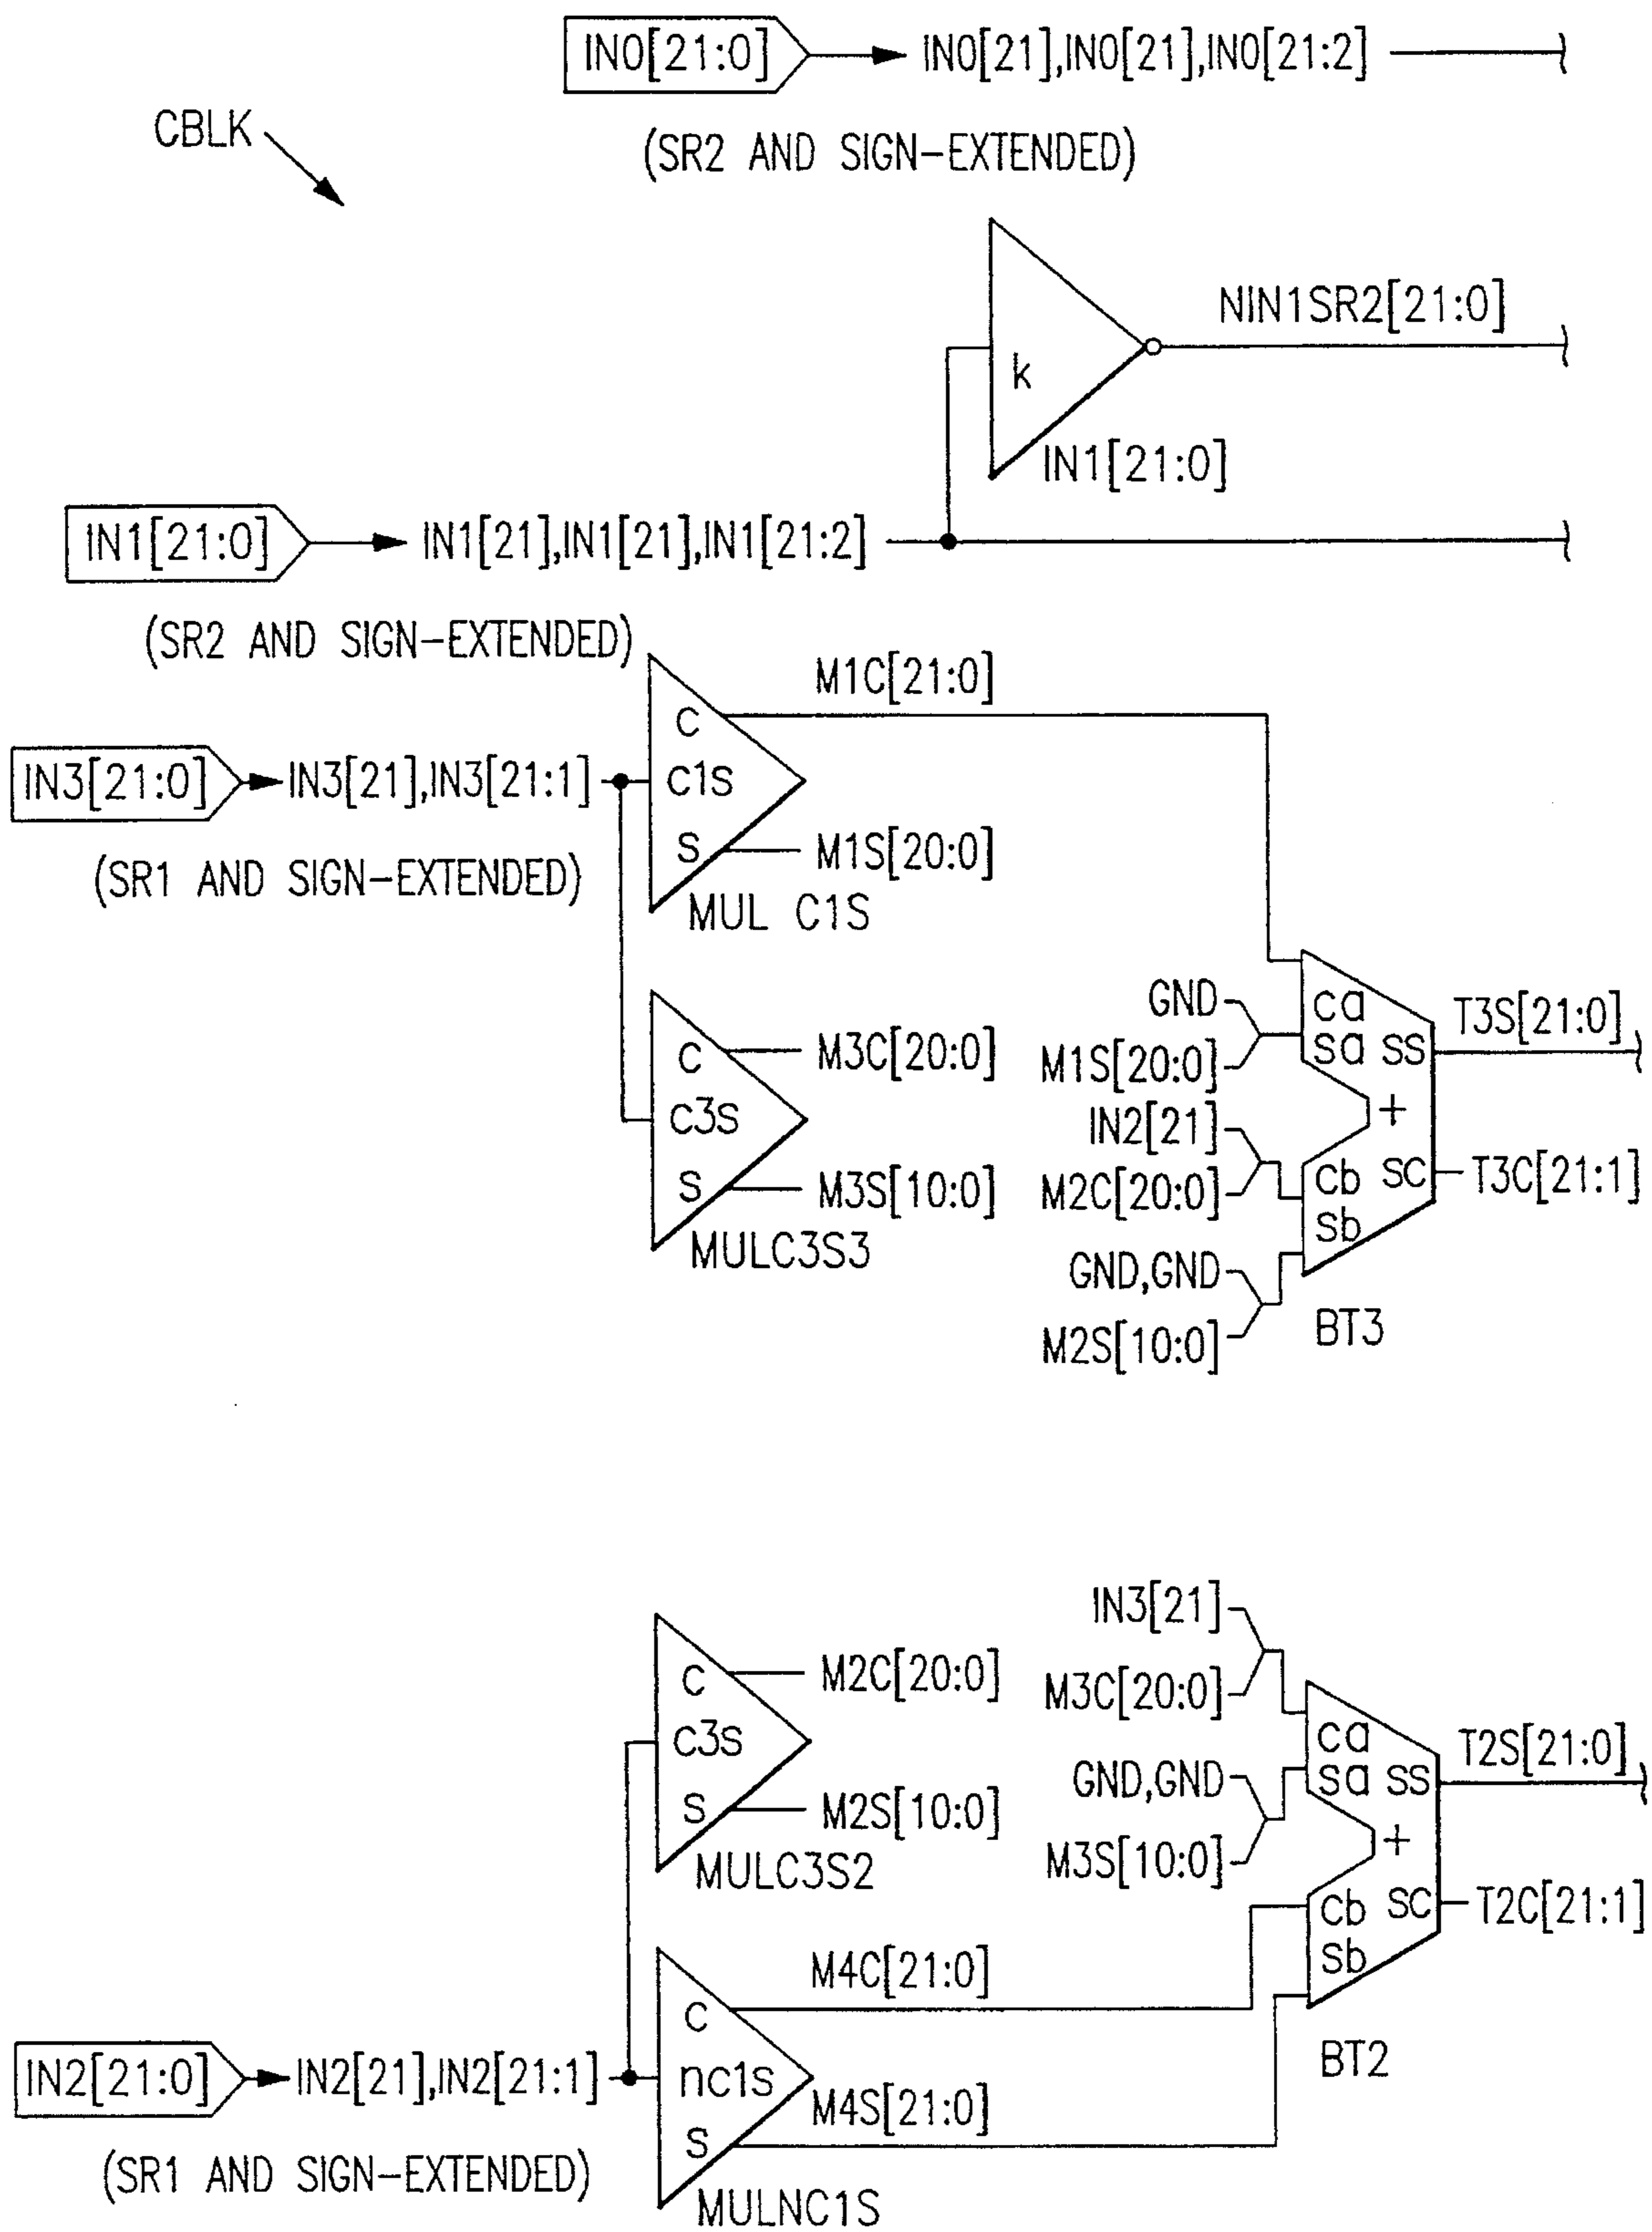 IN0[21:0]
IN0[21],IN0[21],IN0[21:2]
(SR2 AND SIGN-EXTENDED)
CBLK
NIN1SR2[21:0]
k
IN1[21:0]
IN1[21:0]
IN1[21],IN1[21],IN1[21:2]
(SR2 AND SIGN-EXTENDED)
M1C[21:0]
C
IN3[21:0]
IN3[21],IN3[21:1]
c1s
S
M1S[20:0]
(SR1 AND SIGN-EXTENDED)
MUL C1S
GND
ca
T3S[21:0]
C
M3C[20:0]
M1S[20:0]
sa
SS
c3s
IN2[21]
+
S
M3S[10:0]
M2C[20:0]
cb
SC
T3C[21:1]
sb
MULC3S3
GND,GND
M2S[10:0]
BT3
IN3[21]
C
M2C[20:0]
M3C[20:0]
c3s
ca
T2S[21:0]
GND,GND
sa
SS
S
M2S[10:0]
+
MULC3S2
M3S[10:0]
cb
SC
T2C[21:1]
sb
M4C[21:0]
C
IN2[21:0]
IN2[21],IN2[21:1]
nc1s
BT2
M4S[21:0]
S
(SR1 AND SIGN-EXTENDED)
MULNC1S